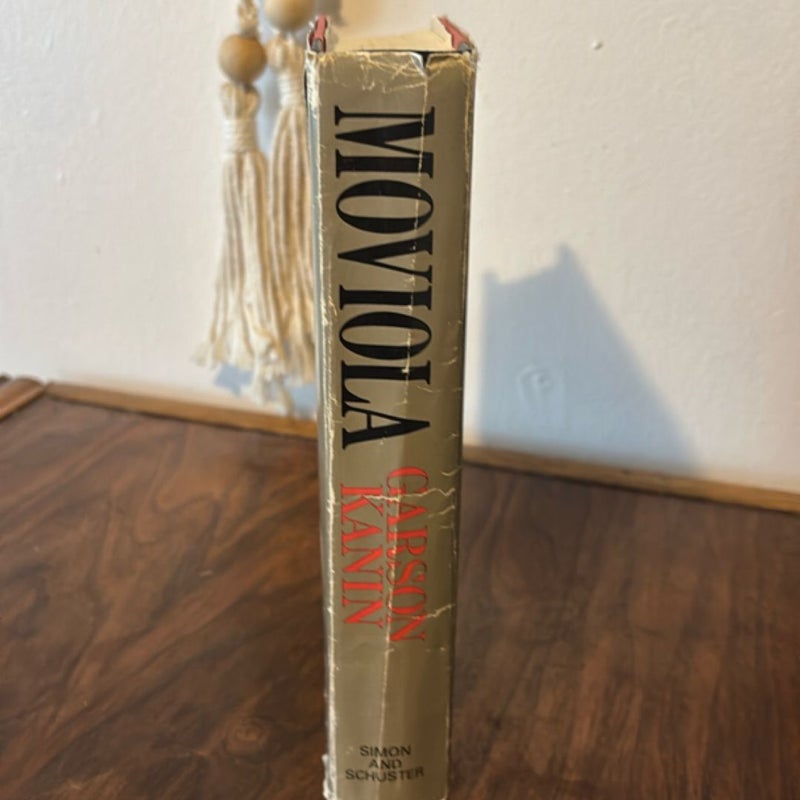 MOVIOLA
GARSON
KANIN
SIMON
AND
SCHUSTER